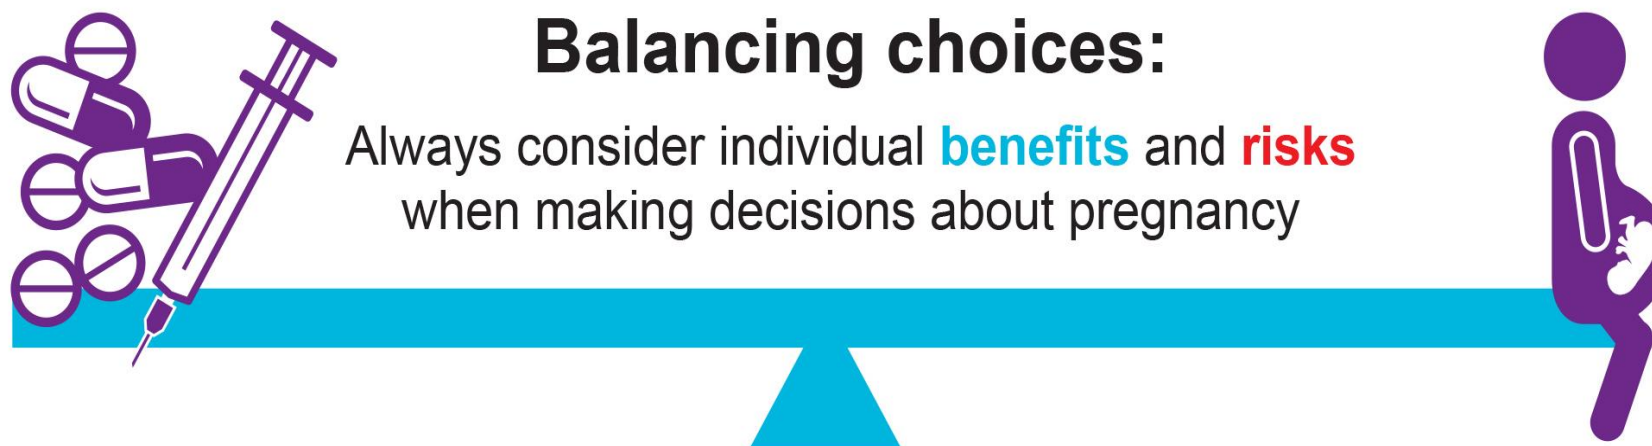 Balancing choices:
Always consider individual benefits and risks
when making decisions about pregnancy